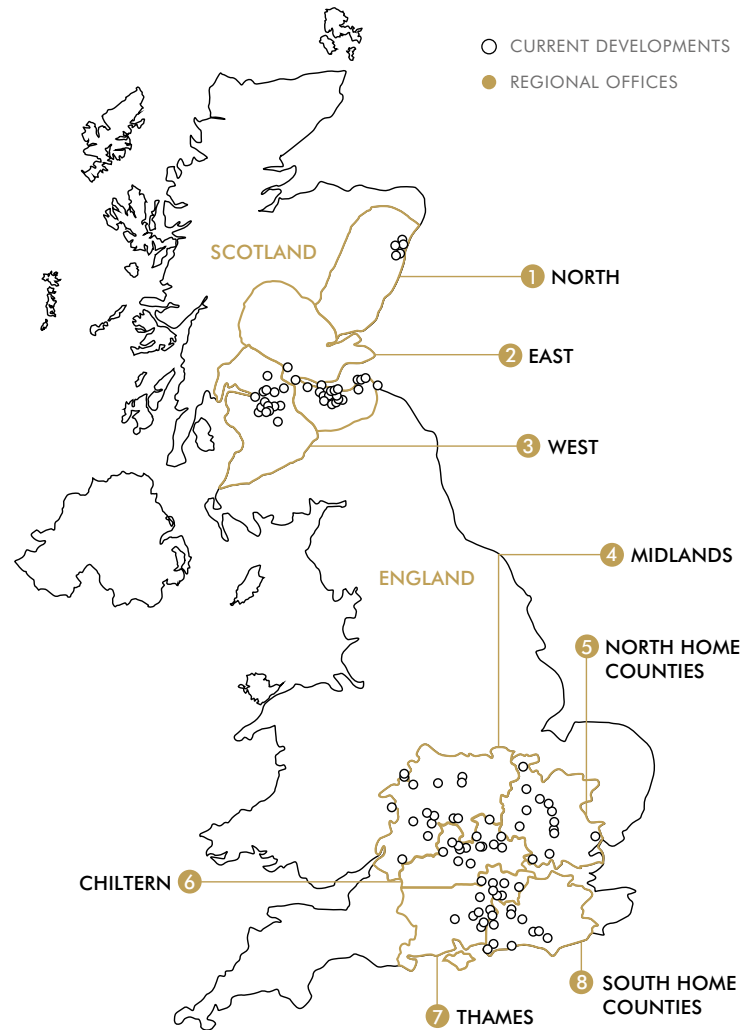 CURRENT DEVELOPMENTS
REGIONAL OFFICES
SCOTLAND
1 NORTH
2 EAST
3 WEST
4 MIDLANDS
ENGLAND
5 NORTH HOME
COUNTIES
CHILTERN 6
8 SOUTH HOME
COUNTIES
7 THAMES